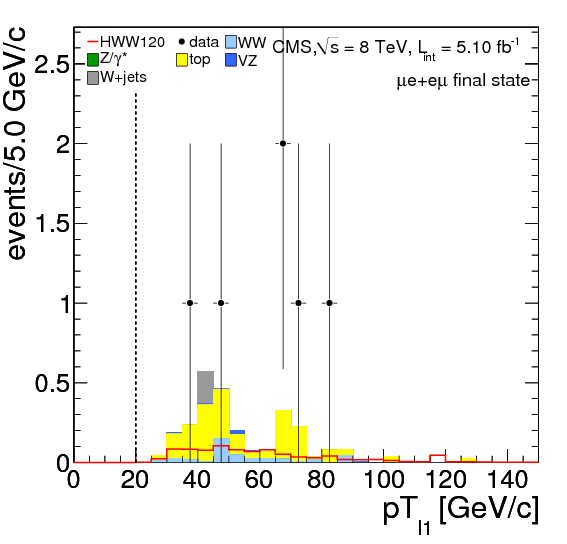 HWW120 data WW CMS,√s = 8 TeV, L_int = 5.10 fb⁻¹
Z/γ* top VZ
W+jets
μe+eμ final state
events/5.0 GeV/c
2.5
2
1.5
1
0.5
0
0 20 40 60 80 100 120 140
pT_l1 [GeV/c]